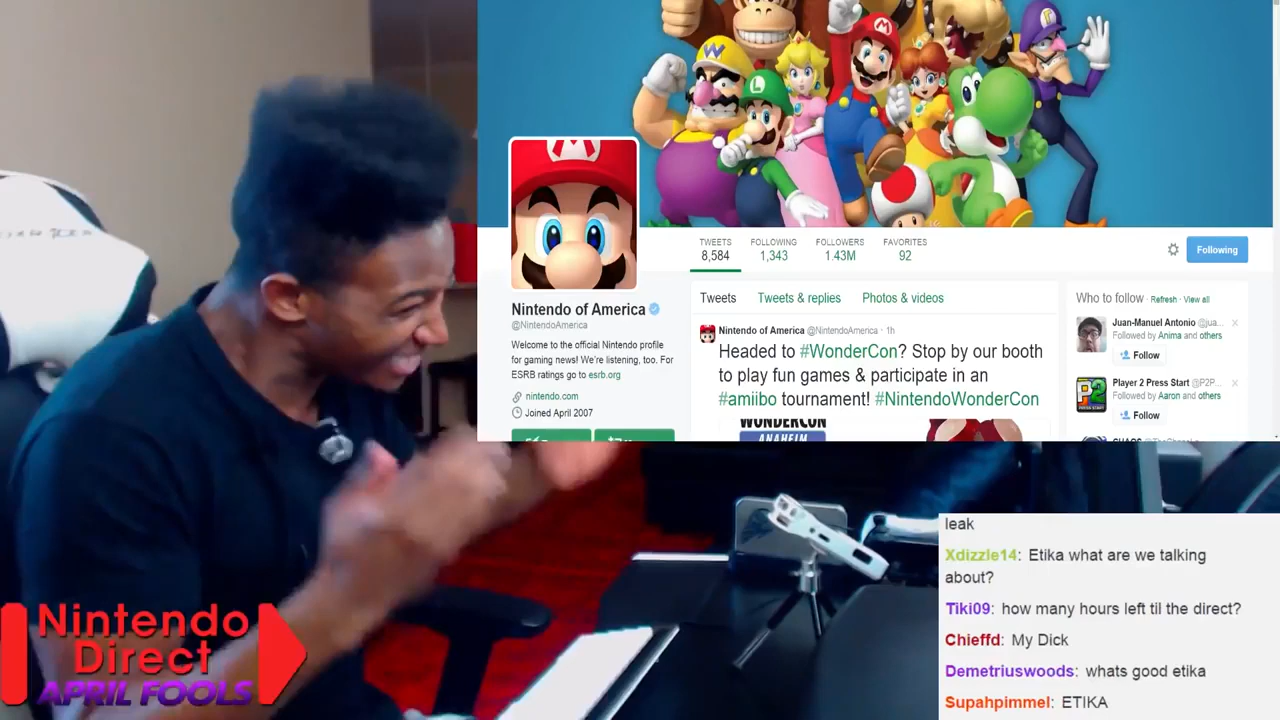 TWEETS
8,584
FOLLOWING
1,343
FOLLOWERS
1.43M
FAVORITES
92
Following
Nintendo of America
@NintendoAmerica
Welcome to the official Nintendo profile
for gaming news! We're listening, too. For
ESRB ratings go to esrb.org
nintendo.com
Joined April 2007
Tweets
Tweets & replies
Photos & videos
Nintendo of America @NintendoAmerica · 1h
Headed to #WonderCon? Stop by our booth
to play fun games & participate in an
#amiibo tournament! #NintendoWonderCon
WONDERCON
ANAHEIM
Who to follow · Refresh · View all
Juan-Manuel Antonio @jua...
Followed by Anima and others
Follow
Player 2 Press Start @P2P...
Followed by Aaron and others
Follow
leak
Xdizzle14: Etika what are we talking
about?
Tiki09: how many hours left til the direct?
Chieffd: My Dick
Demetriuswoods: whats good etika
Supahpimmel: ETIKA
Nintendo
Direct
APRIL FOOLS